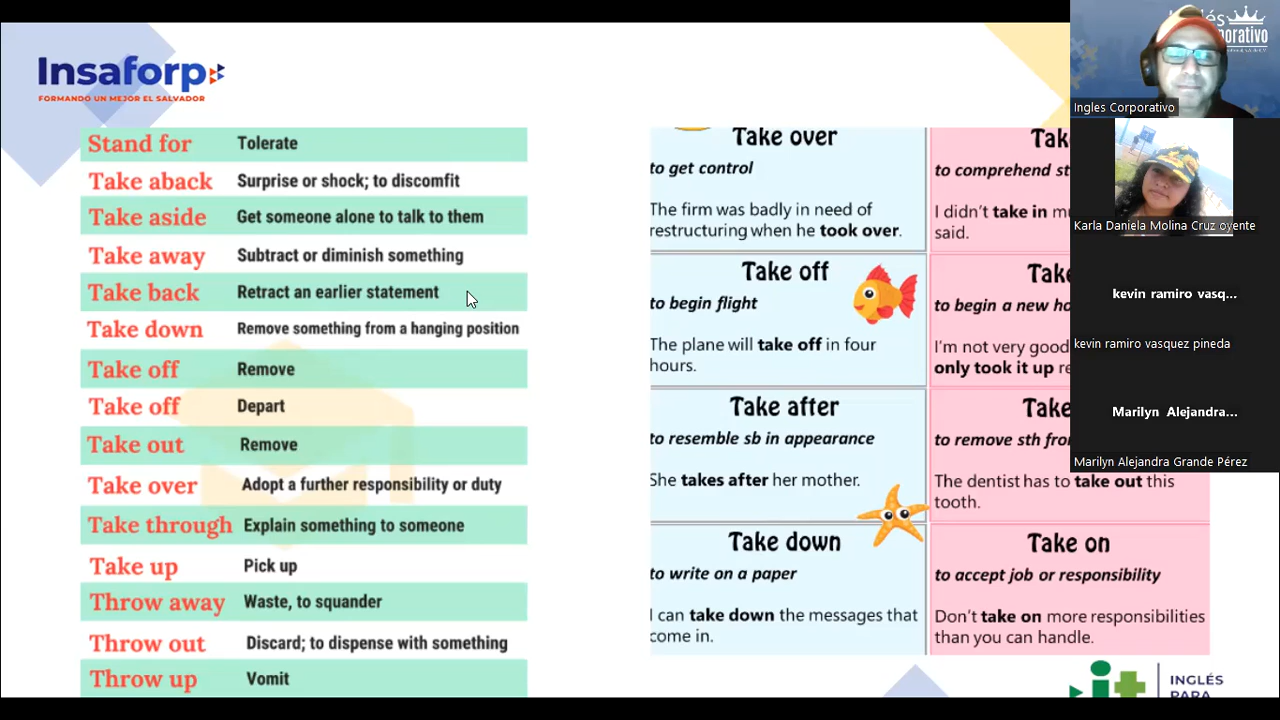 Insaforp
FORMANDO UN MEJOR EL SALVADOR
Stand for Tolerate
Take aback Surprise or shock; to discomfit
Take aside Get someone alone to talk to them
Take away Subtract or diminish something
Take back Retract an earlier statement
Take down Remove something from a hanging position
Take off Remove
Take off Depart
Take out Remove
Take over Adopt a further responsibility or duty
Take through Explain something to someone
Take up Pick up
Throw away Waste, to squander
Throw out Discard; to dispense with something
Throw up Vomit
Take over
to get control
The firm was badly in need of
restructuring when he took over.
Take off
to begin flight
The plane will take off in four
hours.
Take after
to resemble sb in appearance
She takes after her mother.
Take down
to write on a paper
I can take down the messages that
come in.
to comprehend
I didn't take in
said.
to begin a new
I'm not very good
only took it up
to remove sth
The dentist has to take out this
tooth.
Take on
to accept job or responsibility
Don't take on more responsibilities
than you can handle.
INGLÉS
PARA
Ingles Corporativo
Karla Daniela Molina Cruz oyente
kevin ramiro vasq...
kevin ramiro vasquez pineda
Marilyn Alejandra...
Marilyn Alejandra Grande Pérez